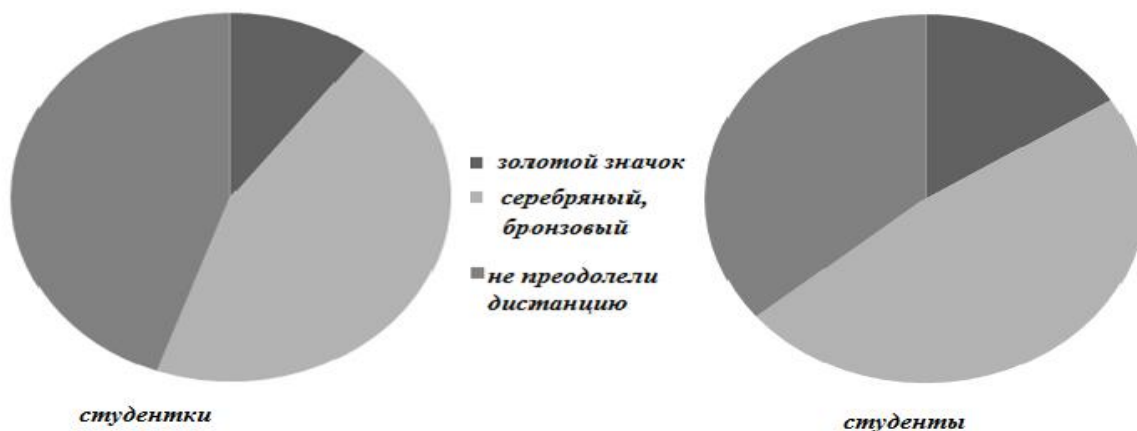 золотой значок
серебряный,
бронзовый
не преодолели
дистанцию
студентки
студенты